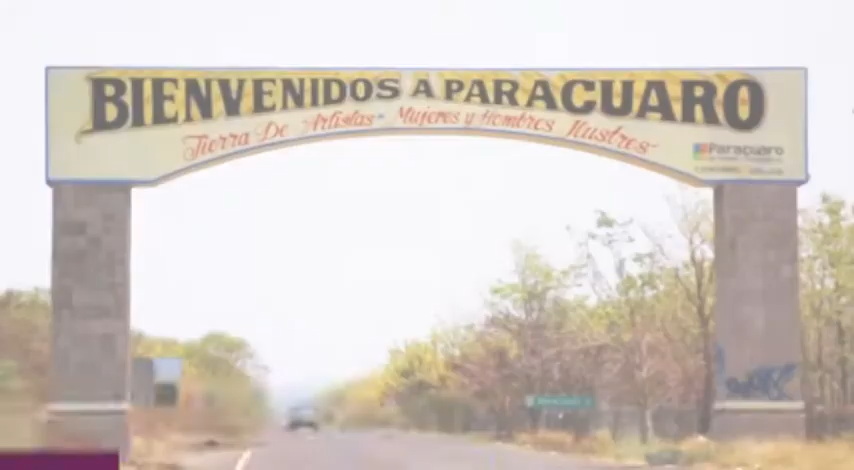 BIENVENIDOS A PARACUARO
Tierra De Artistas Mujeres y Hombres Ilustres
Paracuaro